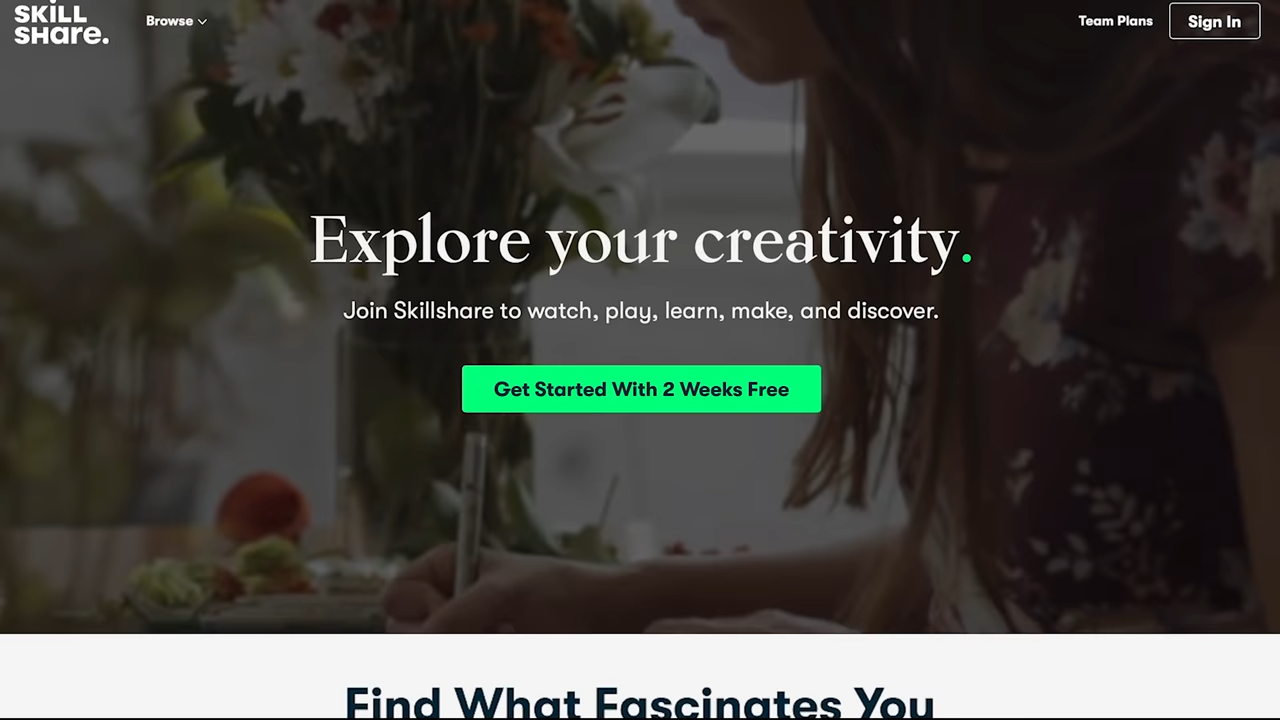 SKiLL
SHare.
Browse
Team Plans
Sign In
Explore your creativity.
Join Skillshare to watch, play, learn, make, and discover.
Get Started With 2 Weeks Free
Find What Fascinates You